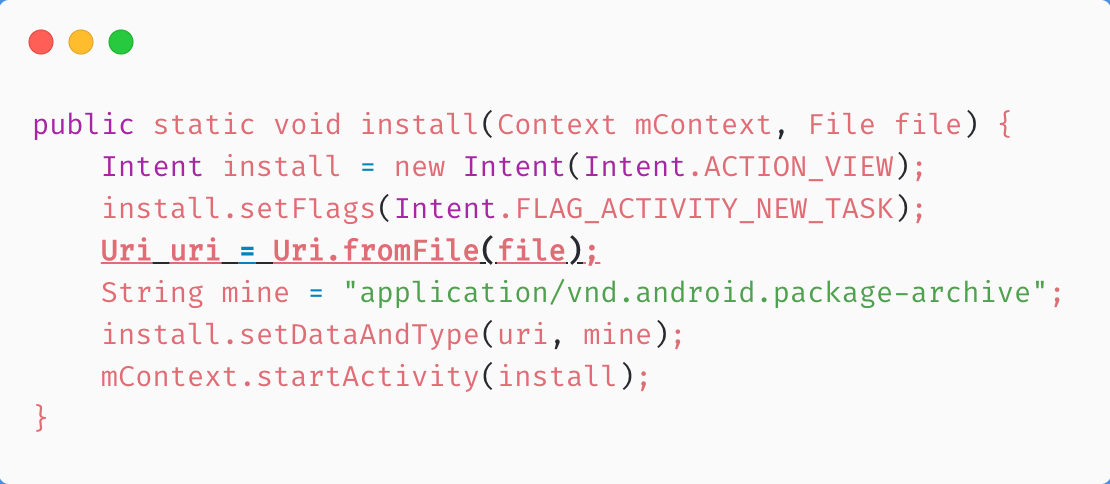 public static void install(Context mContext, File file) {
    Intent install = new Intent(Intent.ACTION_VIEW);
    install.setFlags(Intent.FLAG_ACTIVITY_NEW_TASK);
    Uri uri = Uri.fromFile(file);
    String mine = "application/vnd.android.package-archive";
    install.setDataAndType(uri, mine);
    mContext.startActivity(install);
}